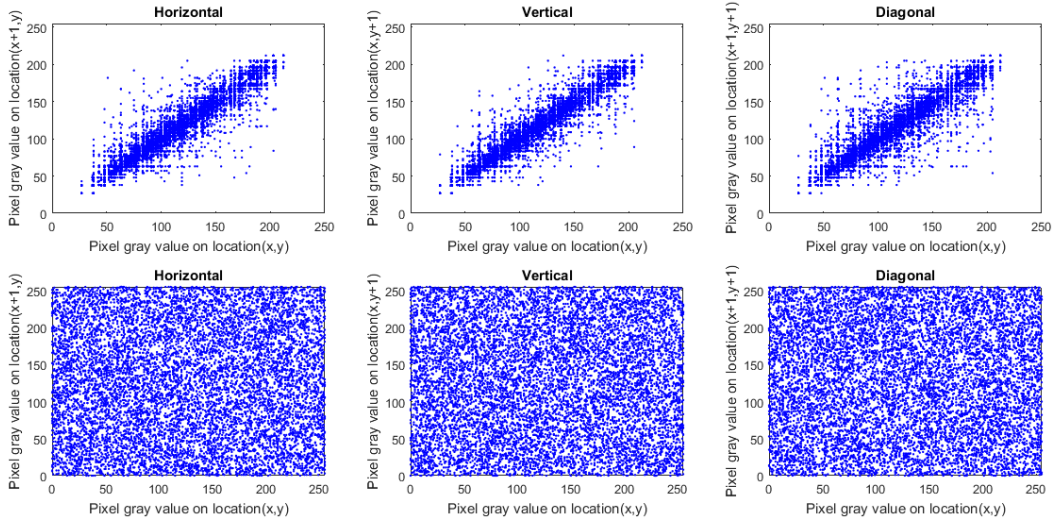 Horizontal
Pixel gray value on location(x+1,y)
250
200
150
100
50
0
0 50 100 150 200 250
Pixel gray value on location(x,y)
Vertical
Pixel gray value on location(x,y+1)
250
200
150
100
50
0
0 50 100 150 200 250
Pixel gray value on location(x,y)
Diagonal
Pixel gray value on location(x+1,y+1)
250
200
150
100
50
0
0 50 100 150 200 250
Pixel gray value on location(x,y)
Horizontal
Pixel gray value on location(x+1,y)
250
200
150
100
50
0
0 50 100 150 200 250
Pixel gray value on location(x,y)
Vertical
Pixel gray value on location(x,y+1)
250
200
150
100
50
0
0 50 100 150 200 250
Pixel gray value on location(x,y)
Diagonal
Pixel gray value on location(x+1,y+1)
250
200
150
100
50
0
0 50 100 150 200 250
Pixel gray value on location(x,y)